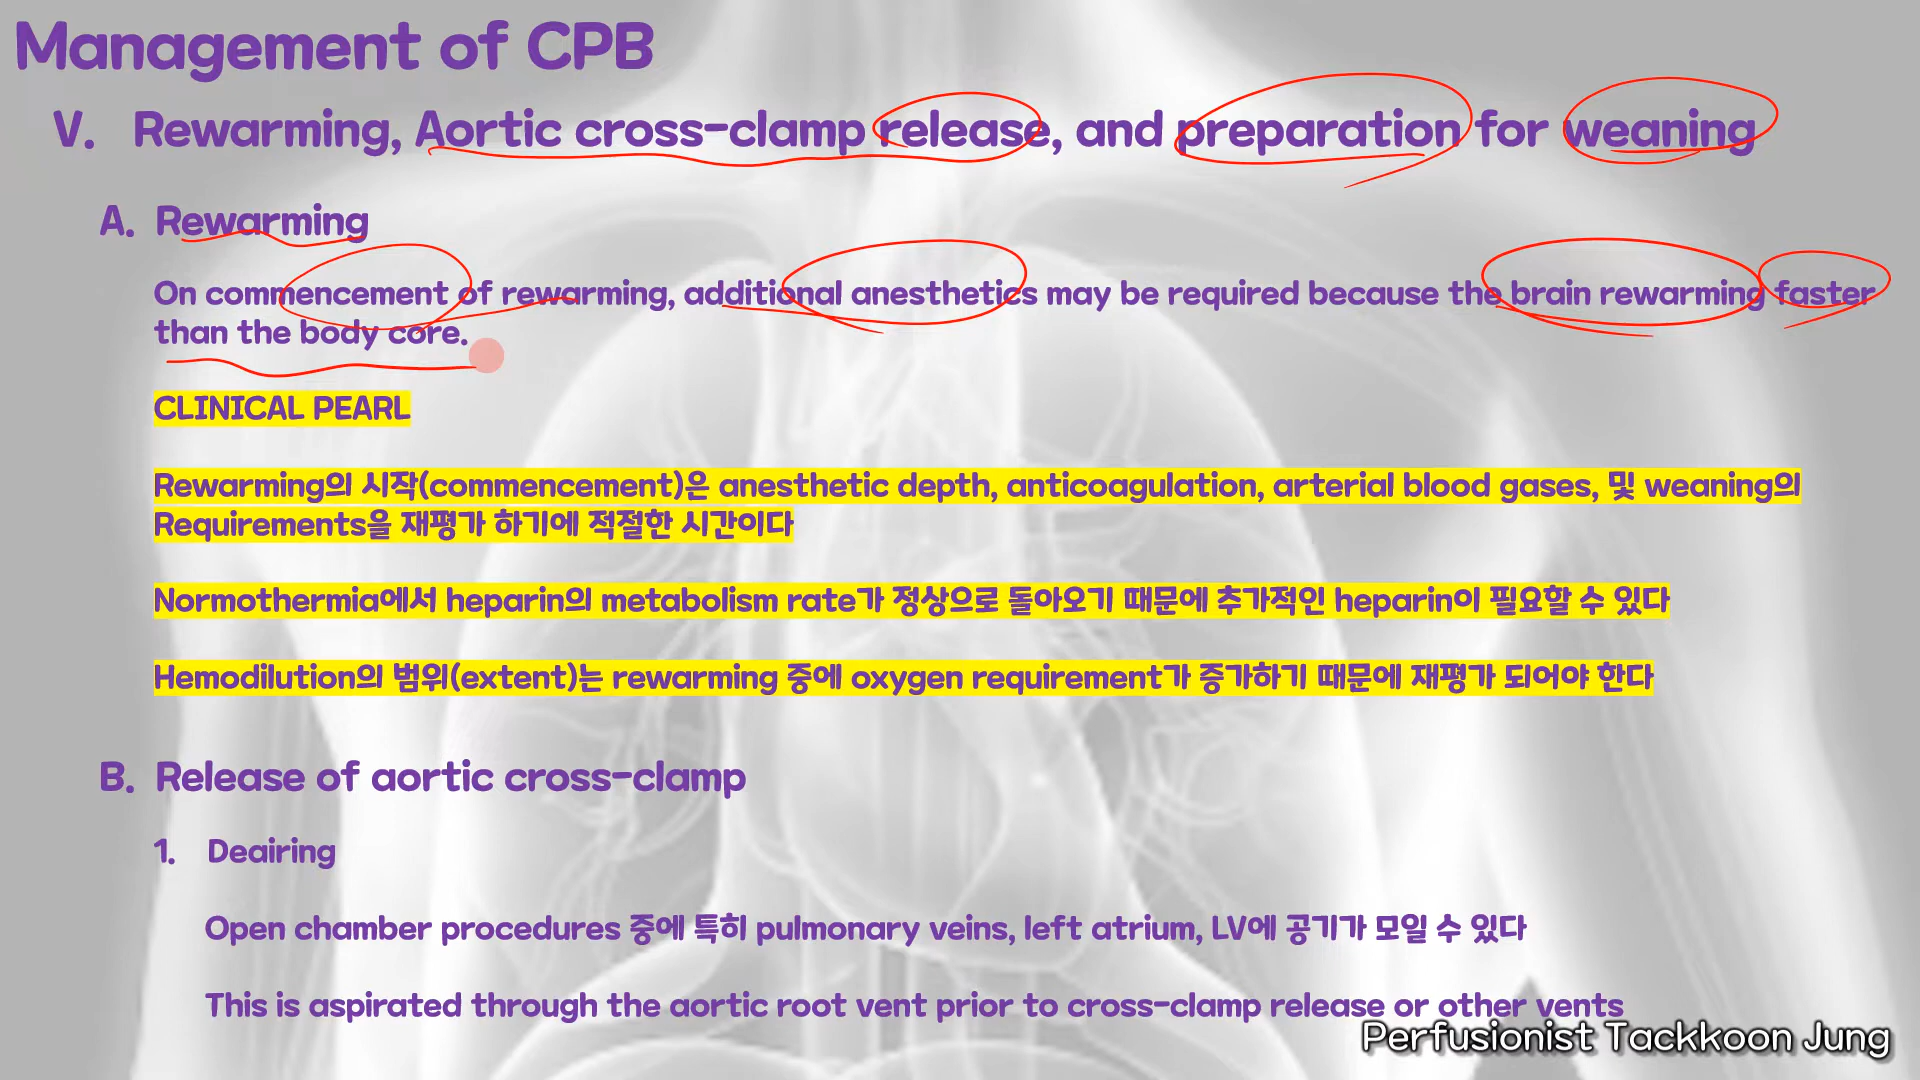 Management of CPB
V. Rewarming, Aortic cross-clamp release, and preparation for weaning
A. Rewarming
On commencement of rewarming, additional anesthetics may be required because the brain rewarming faster
than the body core.
CLINICAL PEARL
Rewarming의 시작(commencement)은 anesthetic depth, anticoagulation, arterial blood gases, 및 weaning의
Requirements을 재평가 하기에 적절한 시간이다
Normothermia에서 heparin의 metabolism rate가 정상으로 돌아오기 때문에 추가적인 heparin이 필요할 수 있다
Hemodilution의 범위(extent)는 rewarming 중에 oxygen requirement가 증가하기 때문에 재평가 되어야 한다
B. Release of aortic cross-clamp
1. Deairing
Open chamber procedures 중에 특히 pulmonary veins, left atrium, LV에 공기가 모일 수 있다
This is aspirated through the aortic root vent prior to cross-clamp release or other vents
Perfusionist Tackkoon Jung